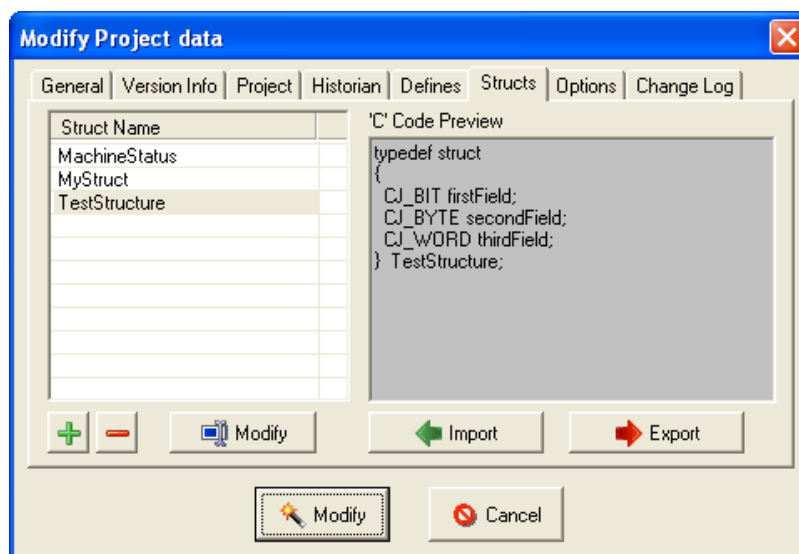 Modify Project data
General Version Info Project Historian Defines Structs Options Change Log
Struct Name
MachineStatus
MyStruct
TestStructure
'C' Code Preview
typedef struct
{
CJ_BIT firstField;
CJ_BYTE secondField;
CJ_WORD thirdField;
} TestStructure;
Modify
Import
Export
Modify
Cancel